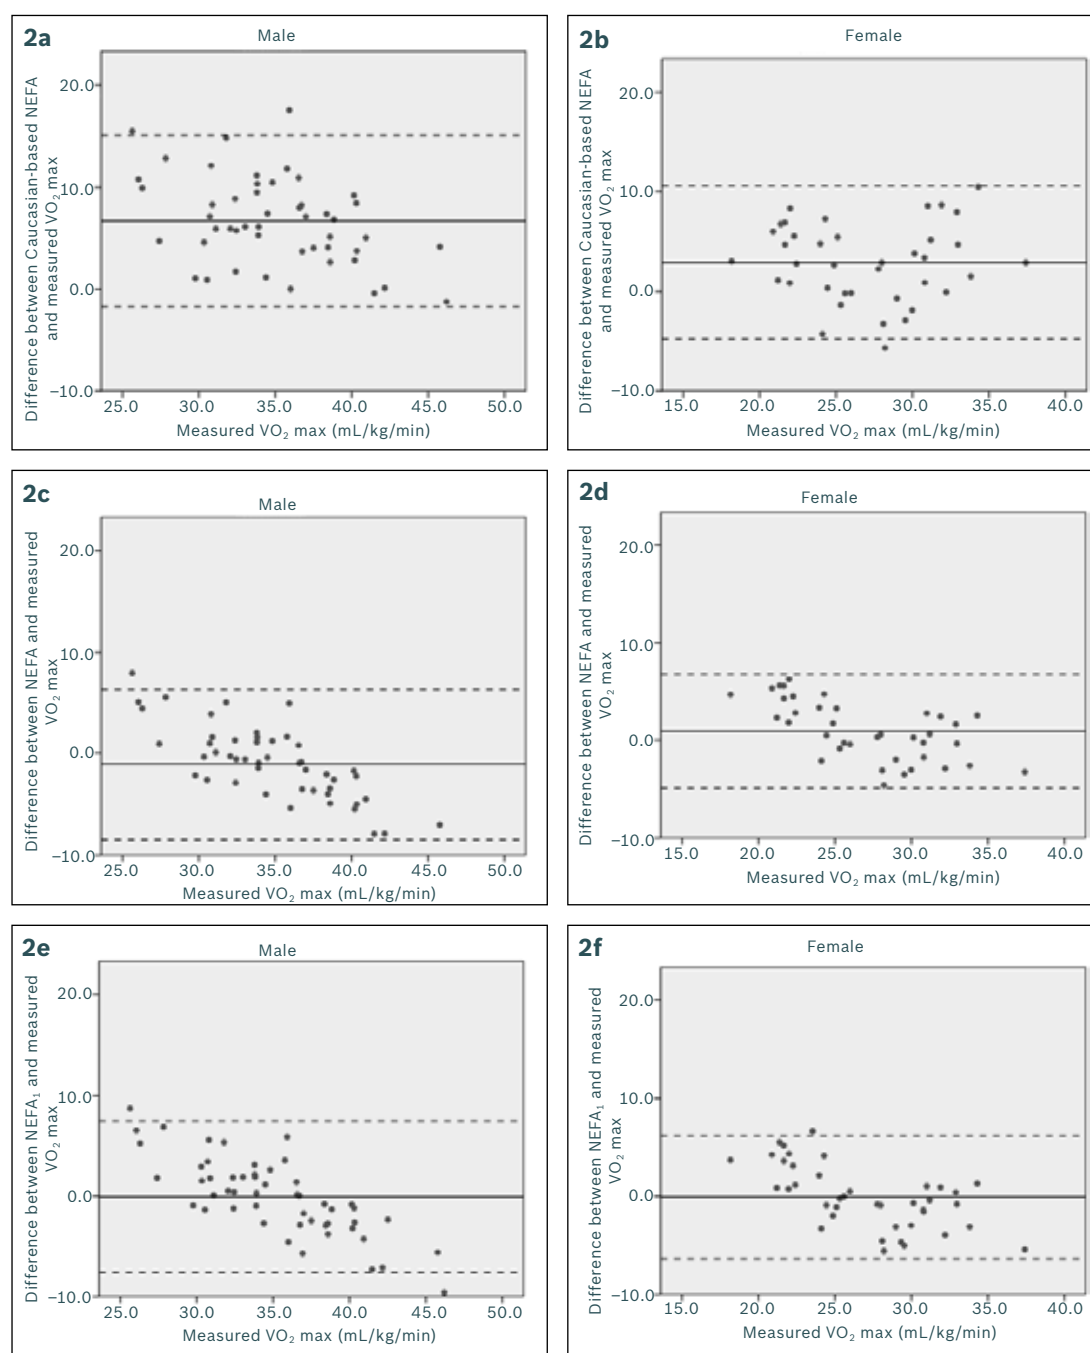 2a
Male
Difference between Caucasian-based NEFA
and measured VO₂ max
20.0
10.0
0.0
−10.0
25.0 30.0 35.0 40.0 45.0 50.0
Measured VO₂ max (mL/kg/min)
2b
Female
Difference between Caucasian-based NEFA
and measured VO₂ max
20.0
10.0
0.0
−10.0
15.0 20.0 25.0 30.0 35.0 40.0
Measured VO₂ max (mL/kg/min)
2c
Male
Difference between NEFA and measured
VO₂ max
20.0
10.0
0.0
−10.0
25.0 30.0 35.0 40.0 45.0 50.0
Measured VO₂ max (mL/kg/min)
2d
Female
Difference between NEFA and measured
VO₂ max
20.0
10.0
0.0
−10.0
15.0 20.0 25.0 30.0 35.0 40.0
Measured VO₂ max (mL/kg/min)
2e
Male
Difference between NEFA₁ and measured
VO₂ max
20.0
10.0
0.0
−10.0
25.0 30.0 35.0 40.0 45.0 50.0
Measured VO₂ max (mL/kg/min)
2f
Female
Difference between NEFA₁ and measured
VO₂ max
20.0
10.0
0.0
−10.0
15.0 20.0 25.0 30.0 35.0 40.0
Measured VO₂ max (mL/kg/min)